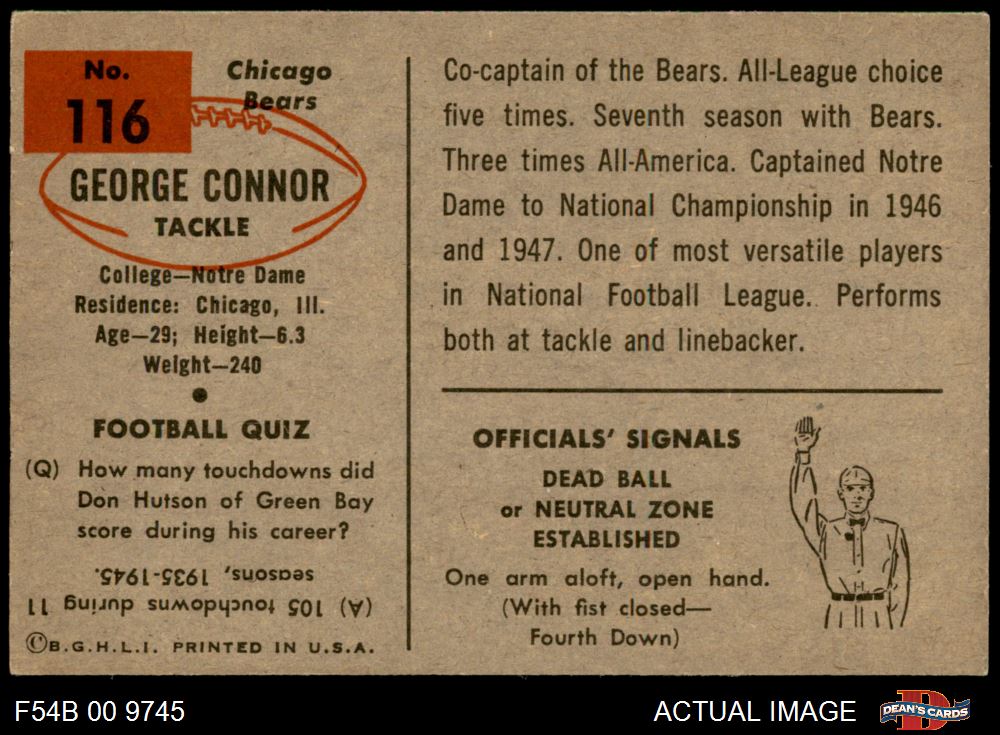 No.
116
Chicago
Bears
GEORGE CONNOR
TACKLE
College—Notre Dame
Residence: Chicago, Ill.
Age—29; Height—6.3
Weight—240
FOOTBALL QUIZ
(Q) How many touchdowns did
Don Hutson of Green Bay
score during his career?
(A) 105 touchdowns during 11
seasons, 1935-1945.
©B.G.H.L.I. PRINTED IN U.S.A.
Co-captain of the Bears. All-League choice
five times. Seventh season with Bears.
Three times All-America. Captained Notre
Dame to National Championship in 1946
and 1947. One of most versatile players
in National Football League. Performs
both at tackle and linebacker.
OFFICIALS' SIGNALS
DEAD BALL
or NEUTRAL ZONE
ESTABLISHED
One arm aloft, open hand.
(With fist closed—
Fourth Down)
F54B 00 9745
ACTUAL IMAGE
D
DEAN'S CARDS